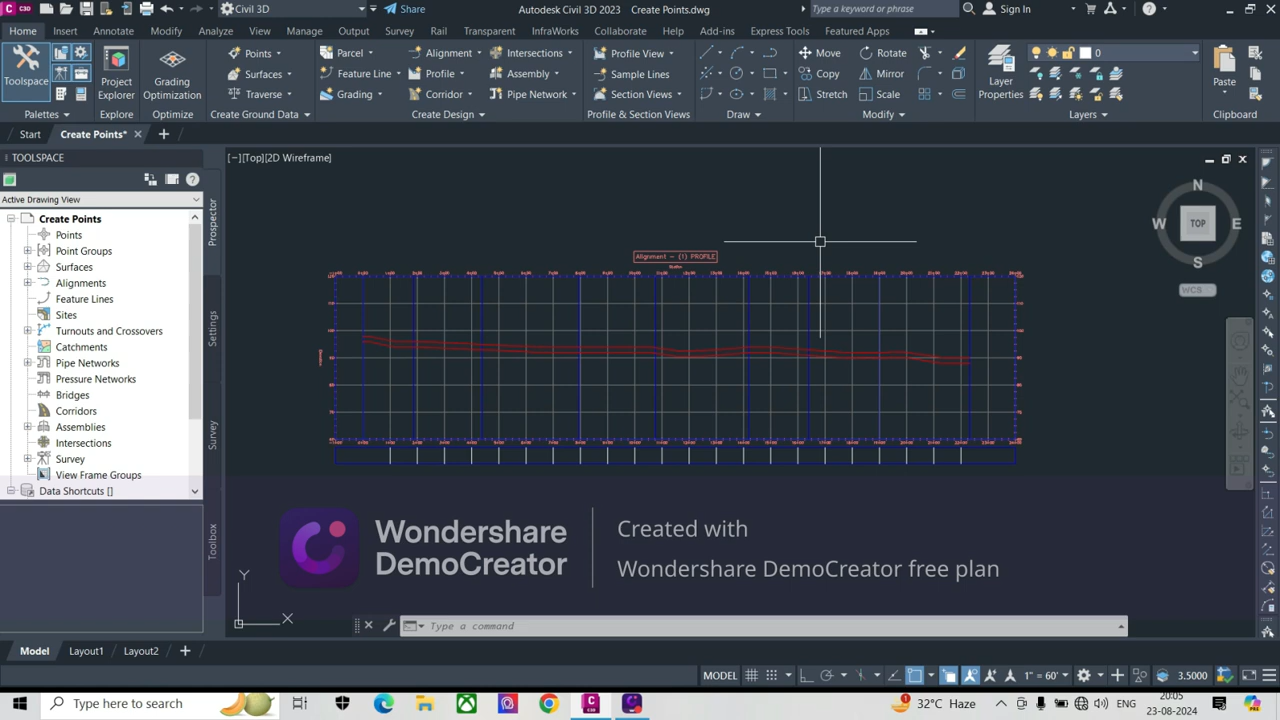 Autodesk Civil 3D 2023 Create Points.dwg
C3D
Civil 3D
Share
Type a keyword or phrase
Sign In
Home Insert Annotate Modify Analyze View Manage Output Survey Rail Transparent InfraWorks Collaborate Help Add-ins Express Tools Featured Apps
Toolspace
Project Explorer
Grading Optimization
Points
Surfaces
Traverse
Parcel
Feature Line
Grading
Alignment
Profile
Corridor
Intersections
Assembly
Pipe Network
Profile View
Sample Lines
Section Views
Move
Copy
Stretch
Rotate
Mirror
Scale
Layer Properties
0
Paste
Palettes
Explore
Optimize
Create Ground Data
Create Design
Profile & Section Views
Draw
Modify
Layers
Clipboard
Start
Create Points*
TOOLSPACE
[−][Top][2D Wireframe]
Active Drawing View
Create Points
Points
Point Groups
Surfaces
Alignments
Feature Lines
Sites
Turnouts and Crossovers
Catchments
Pipe Networks
Pressure Networks
Bridges
Corridors
Assemblies
Intersections
Survey
View Frame Groups
Data Shortcuts []
Prospector
Settings
Survey
Toolbox
N
W TOP E
S
WCS
Alignment - (1) PROFILE
Wondershare
DemoCreator
Created with
Wondershare DemoCreator free plan
Y
X
Type a command
Model Layout1 Layout2
MODEL
1" = 60'
3.5000
Type here to search
32°C Haze
20:05
23-08-2024